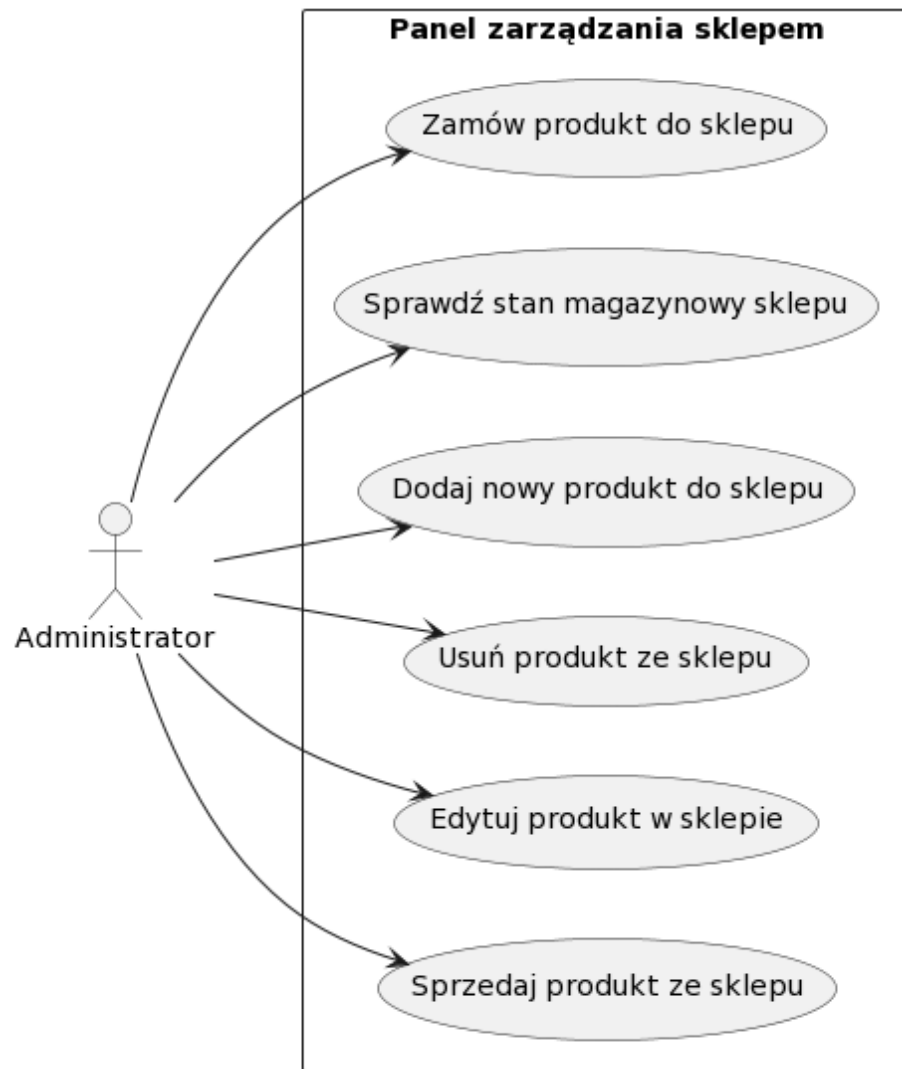 Panel zarządzania sklepem
Zamów produkt do sklepu
Sprawdź stan magazynowy sklepu
Dodaj nowy produkt do sklepu
Administrator
Usuń produkt ze sklepu
Edytuj produkt w sklepie
Sprzedaj produkt ze sklepu